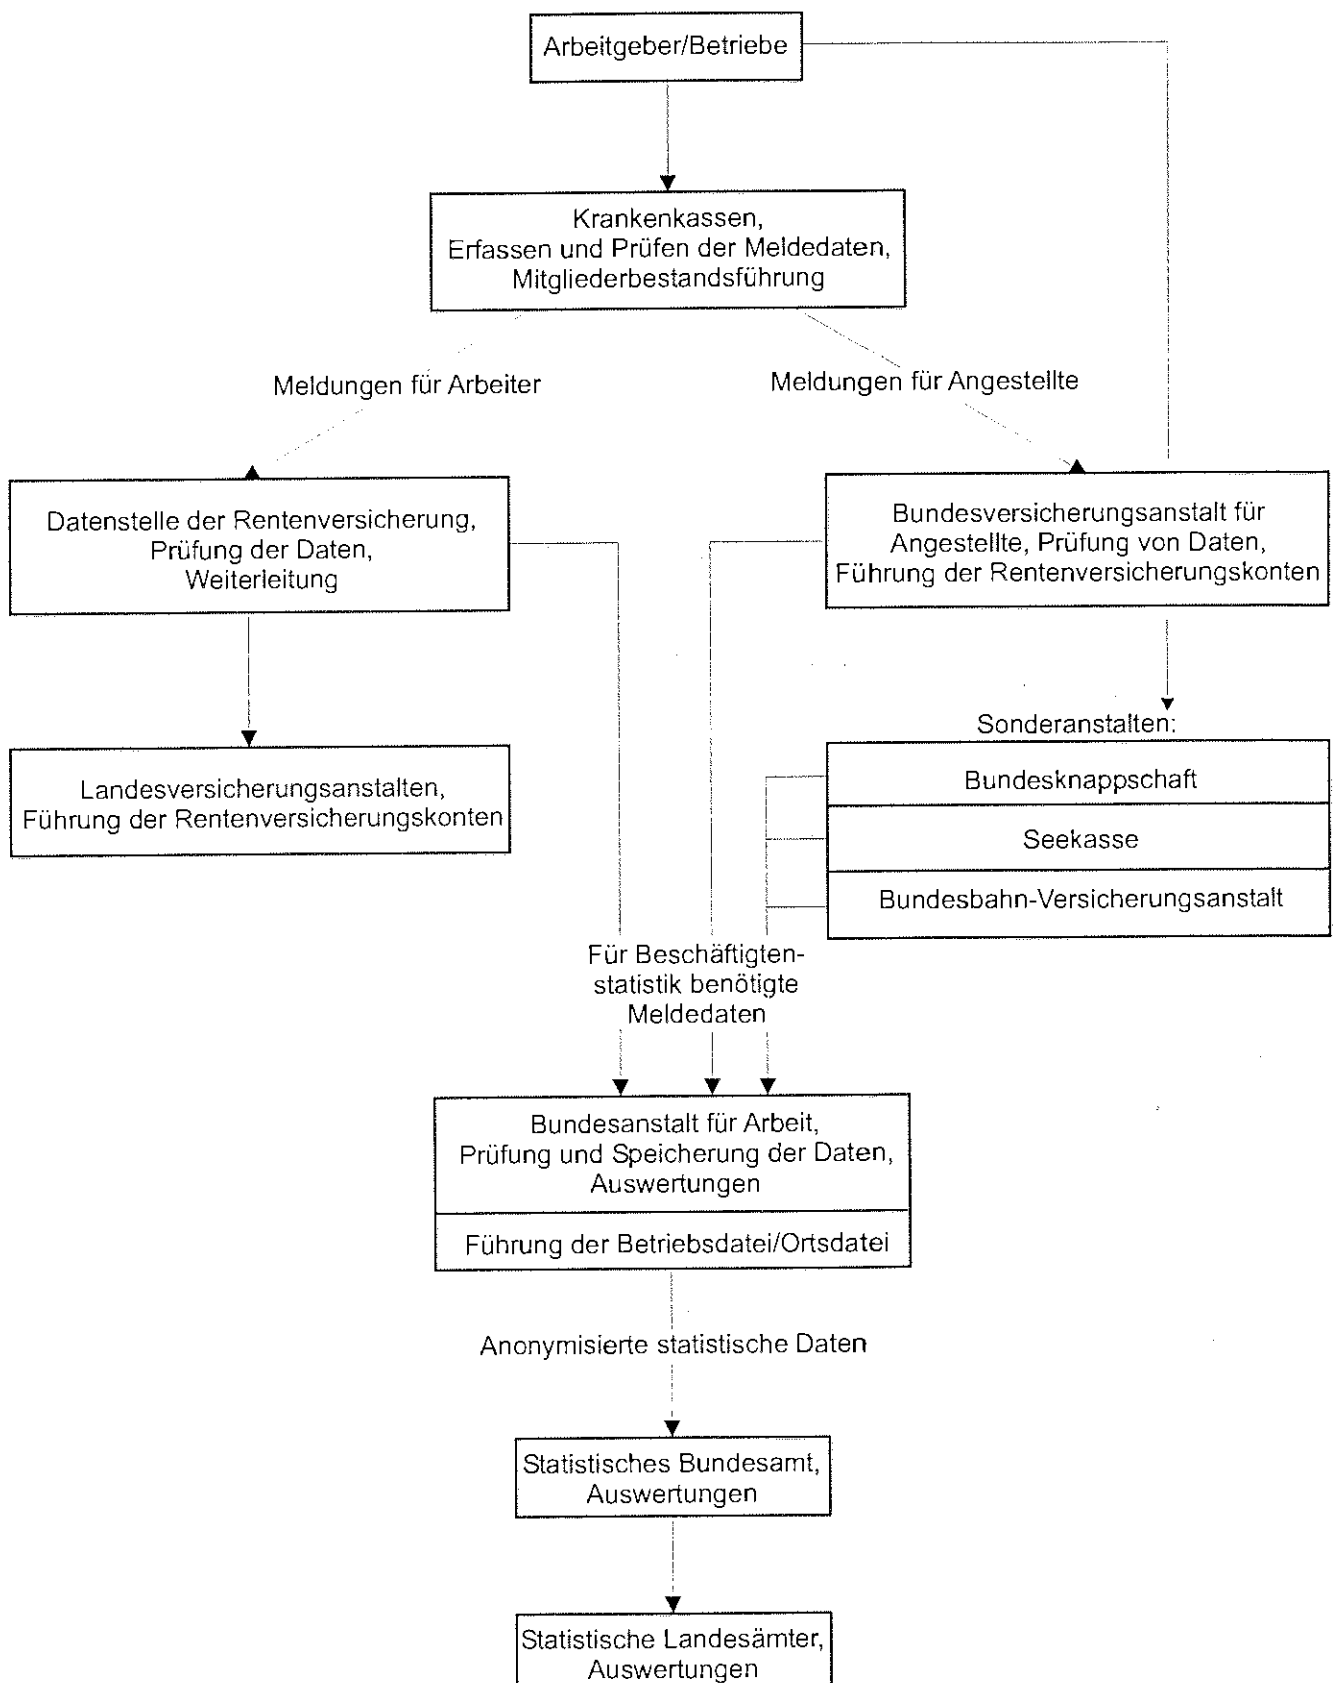 Arbeitgeber/Betriebe
Krankenkassen,
Erfassen und Prüfen der Meldedaten,
Mitgliederbestandsführung
Meldungen für Arbeiter
Meldungen für Angestellte
Datenstelle der Rentenversicherung,
Prüfung der Daten,
Weiterleitung
Bundesversicherungsanstalt für
Angestellte, Prüfung von Daten,
Führung der Rentenversicherungskonten
Landesversicherungsanstalten,
Führung der Rentenversicherungskonten
Sonderanstalten:
Bundesknappschaft
Seekasse
Bundesbahn-Versicherungsanstalt
Für Beschäftigten-
statistik benötigte
Meldedaten
Bundesanstalt für Arbeit,
Prüfung und Speicherung der Daten,
Auswertungen
Führung der Betriebsdatei/Ortsdatei
Anonymisierte statistische Daten
Statistisches Bundesamt,
Auswertungen
Statistische Landesämter,
Auswertungen